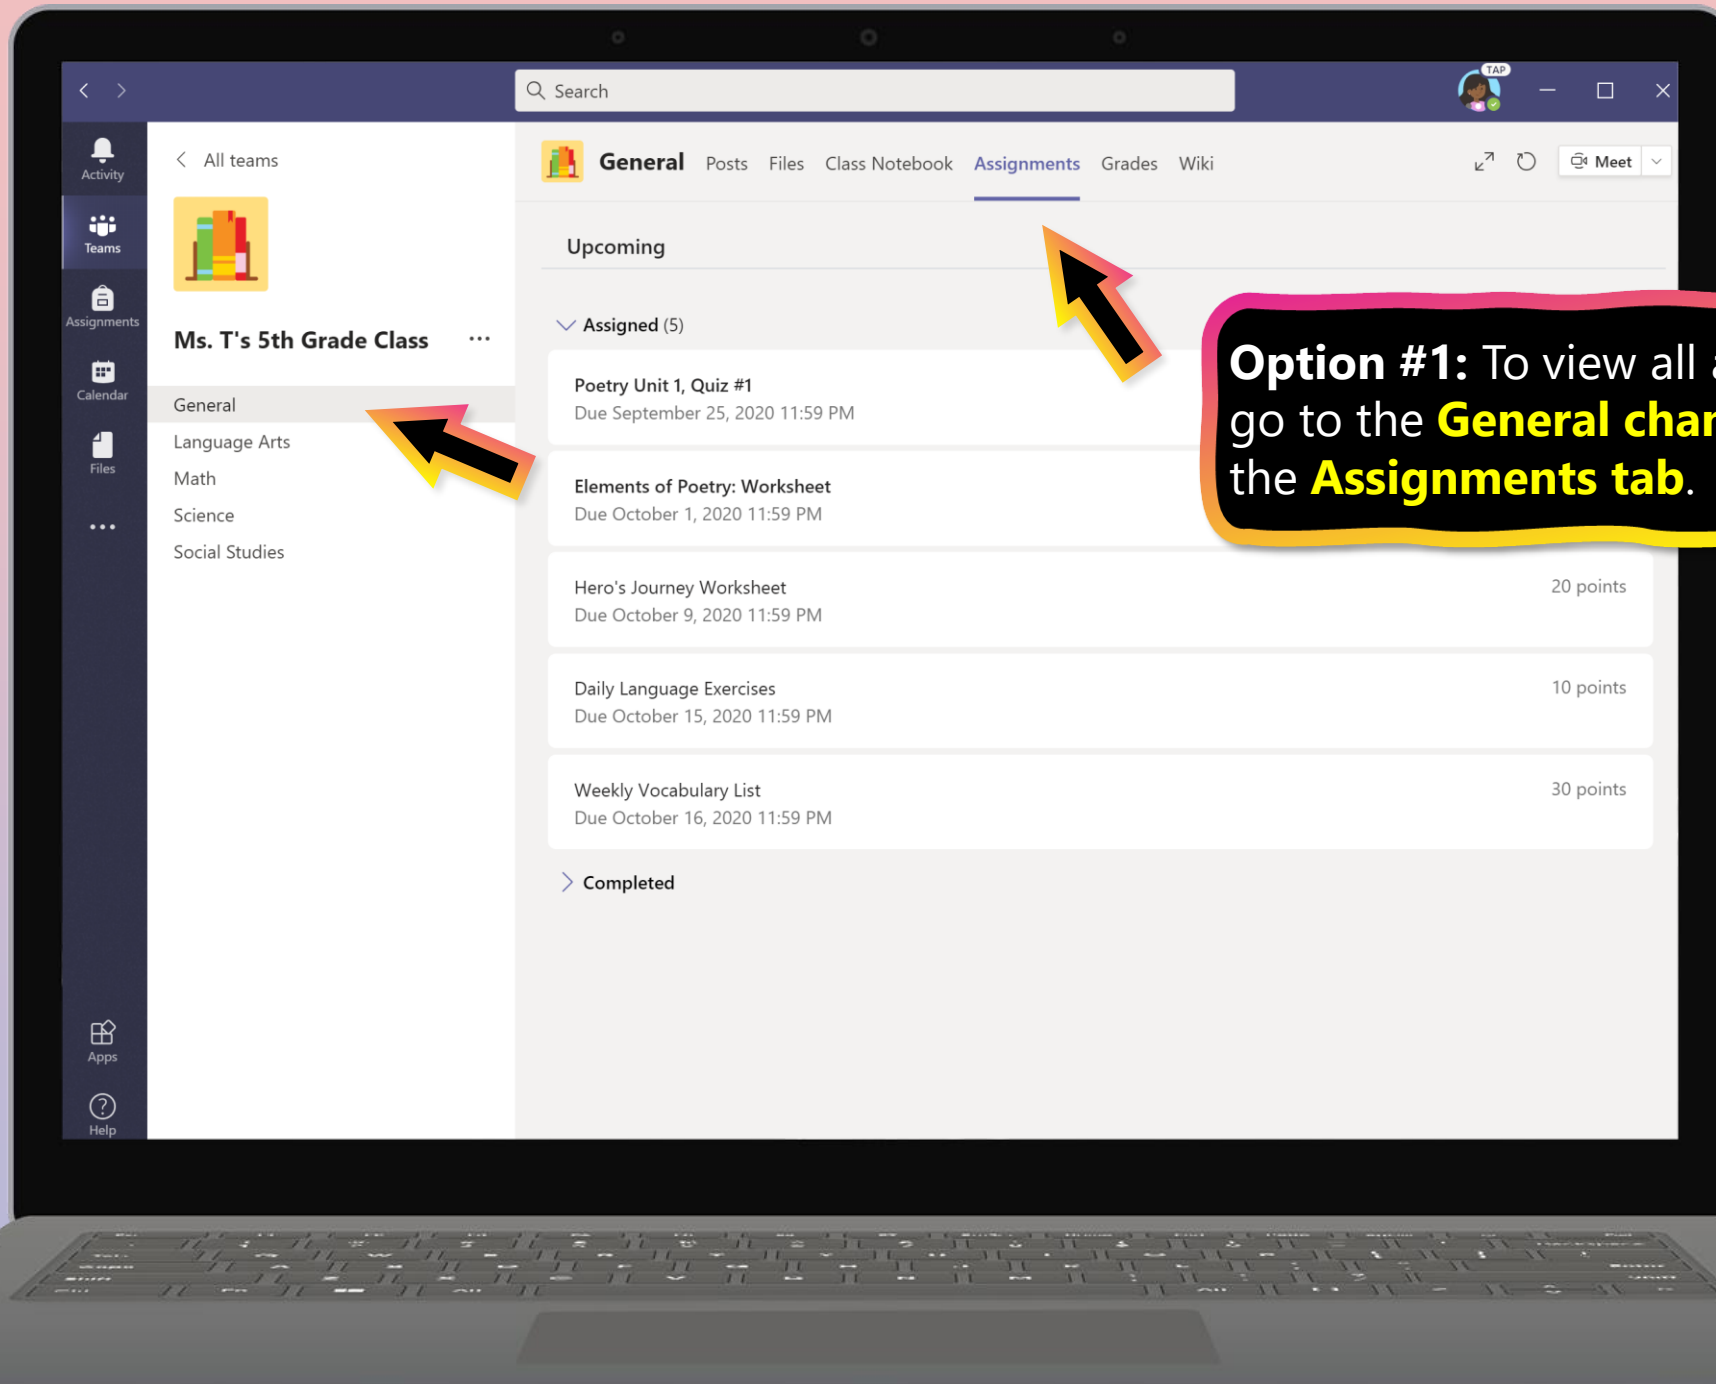 Search
TAP
Activity
Teams
Assignments
Calendar
Files
Apps
Help
All teams
Ms. T's 5th Grade Class
General
Language Arts
Math
Science
Social Studies
General Posts Files Class Notebook Assignments Grades Wiki
Meet
Upcoming
Assigned (5)
Poetry Unit 1, Quiz #1
Due September 25, 2020 11:59 PM
Elements of Poetry: Worksheet
Due October 1, 2020 11:59 PM
Hero's Journey Worksheet
20 points
Due October 9, 2020 11:59 PM
Daily Language Exercises
10 points
Due October 15, 2020 11:59 PM
Weekly Vocabulary List
30 points
Due October 16, 2020 11:59 PM
Completed
Option #1: To view all
go to the General
the Assignments tab.